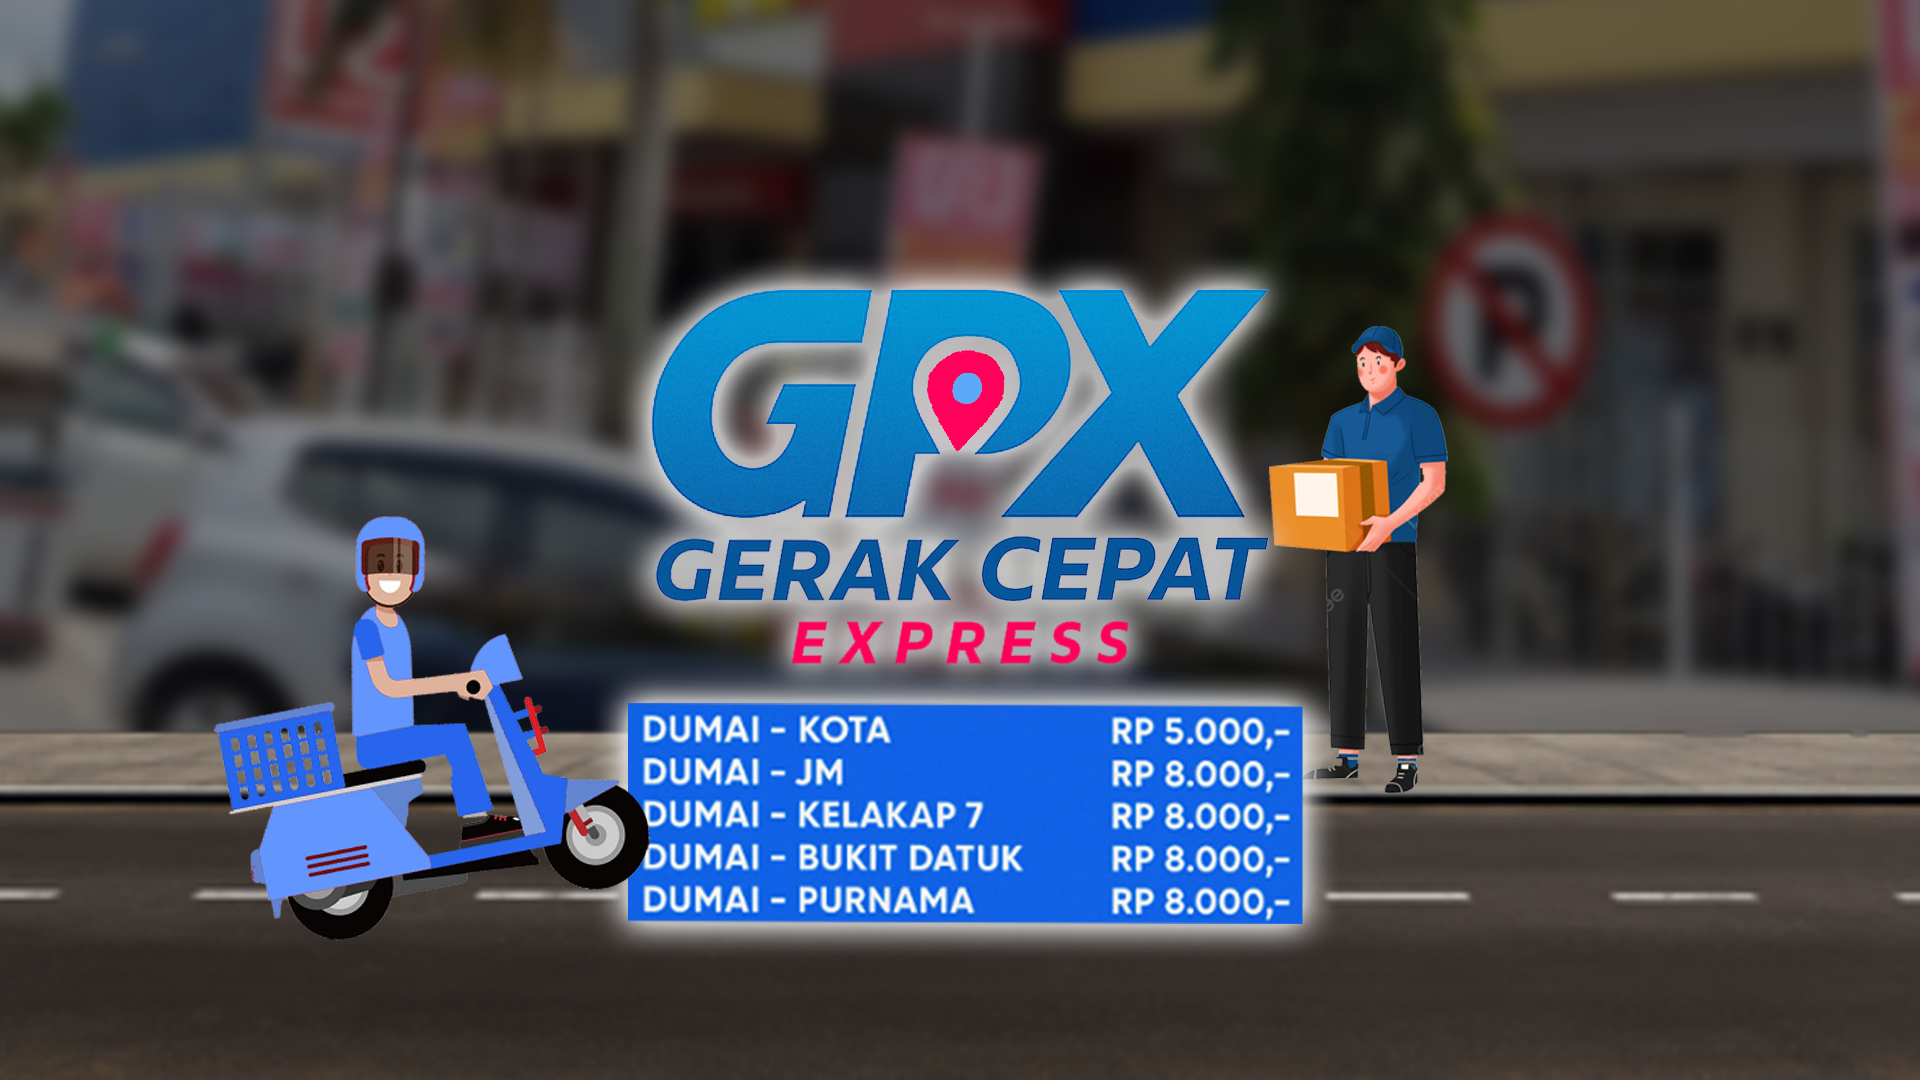 GPX
GERAK CEPAT
EXPRESS
DUMAI - KOTA RP 5.000,-
DUMAI - JM RP 8.000,-
DUMAI - KELAKAP 7 RP 8.000,-
DUMAI - BUKIT DATUK RP 8.000,-
DUMAI - PURNAMA RP 8.000,-